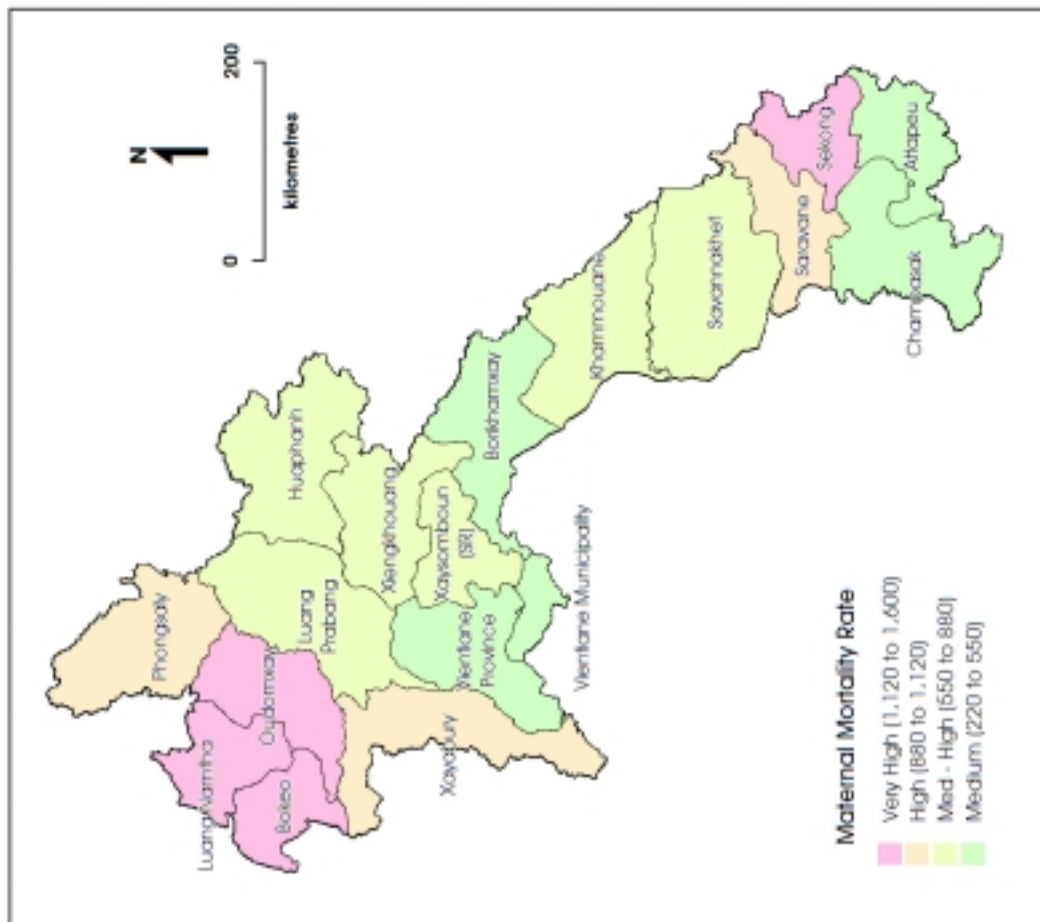 N
0
200
kilometres
Phongsaly
Luang Namtha
Oudomxay
Bokeo
Luang
Prabang
Huaphanh
Xayabury
Xiengkhouang
Xaysomboun
(SR)
Vientiane
Province
Vientiane Municipality
Borikhamxay
Khammouane
Savannakhet
Saravane
Sekong
Champasak
Attapeu
Maternal Mortality Rate
Very High (1,120 to 1,600)
High (880 to 1,120)
Med - High (550 to 880)
Medium (220 to 550)